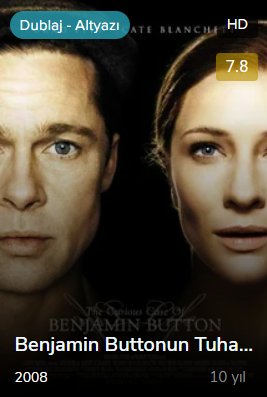 Dublaj - Altyazı
ATE BLANCHETT
HD
7.8
The Curious Case Of
BENJAMIN BUTTON
Benjamin Buttonun Tuha...
2008
10 yıl